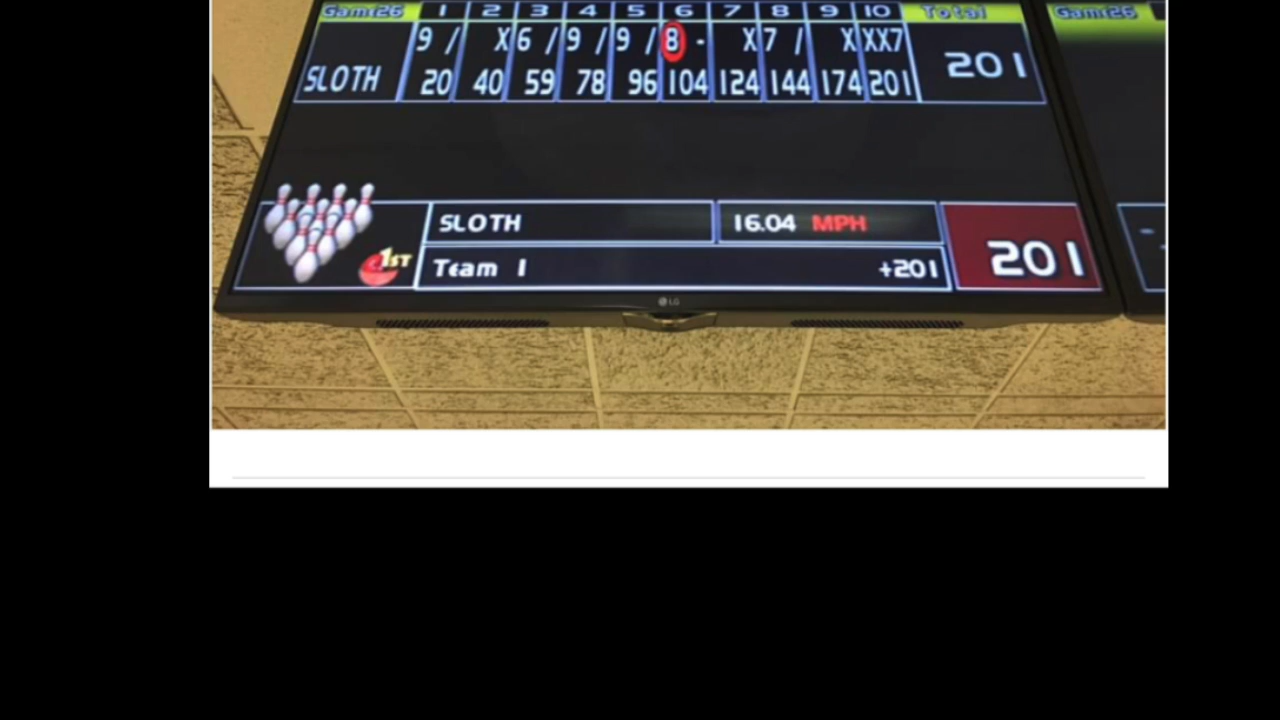 Game26 1 2 3 4 5 6 7 8 9 10 Total Game26
9 / X 6 / 9 / 9 / 8 - X 7 / X XX7
SLOTH 20 40 59 78 96 104 124 144 174 201 201
SLOTH 16.04 MPH
1ST Team 1 +201 201
LG